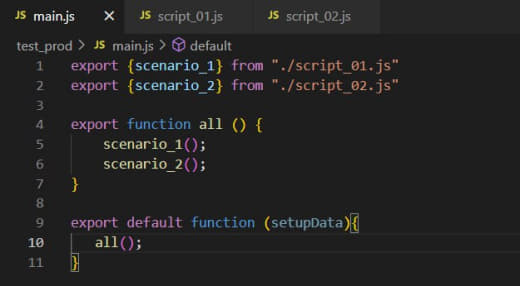 JS main.js X JS script_01.js JS script_02.js
test_prod > JS main.js > default
1 export {scenario_1} from "./script_01.js"
2 export {scenario_2} from "./script_02.js"
3
4 export function all () {
5 scenario_1();
6 scenario_2();
7 }
8
9 export default function (setupData){
10 all();
11 }